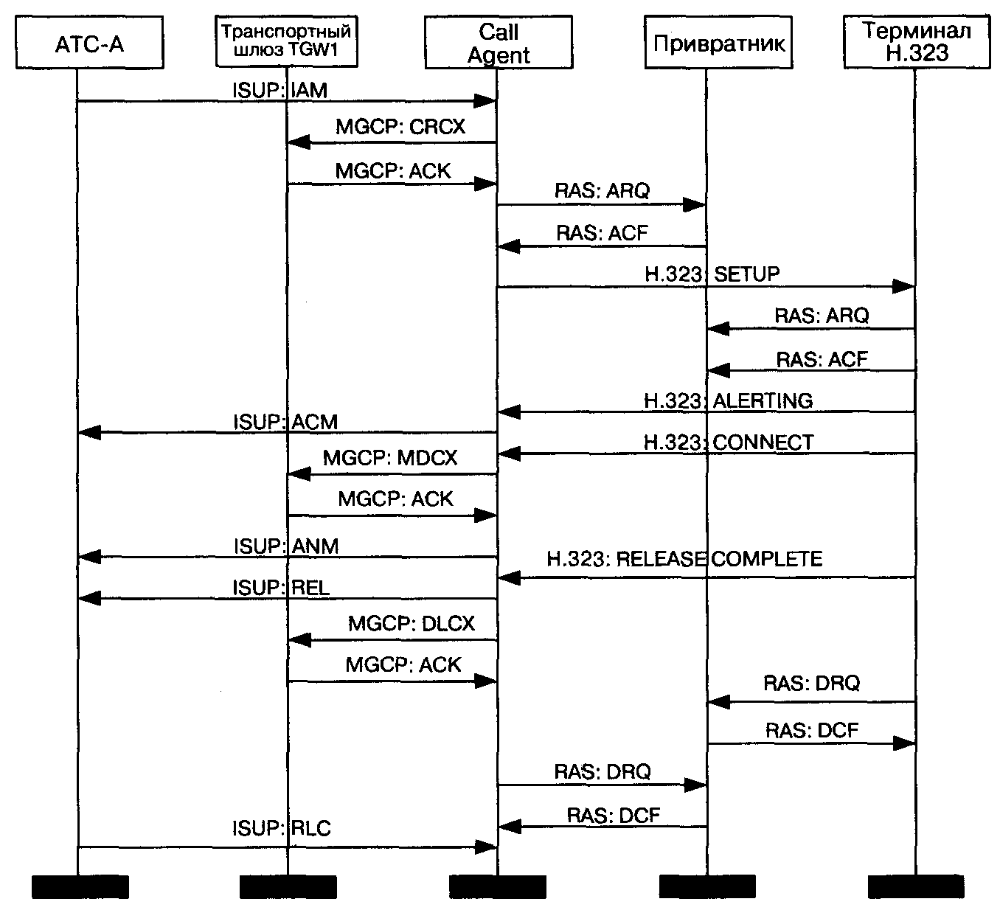 АТС-А
Транспортный
шлюз TGW1
Call
Agent
Привратник
Терминал
H.323
ISUP: IAM
MGCP: CRCX
MGCP: ACK
RAS: ARQ
RAS: ACF
H.323: SETUP
RAS: ARQ
RAS: ACF
H.323: ALERTING
ISUP: ACM
H.323: CONNECT
MGCP: MDCX
MGCP: ACK
ISUP: ANM
H.323: RELEASE COMPLETE
ISUP: REL
MGCP: DLCX
MGCP: ACK
RAS: DRQ
RAS: DCF
RAS: DRQ
RAS: DCF
ISUP: RLC